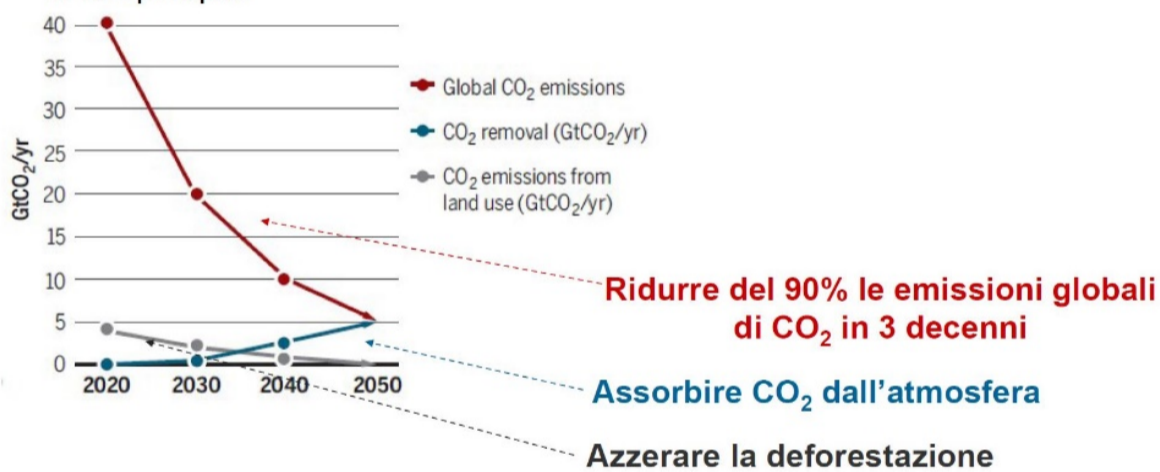 40
35
30
25
20
15
10
5
0
GtCO₂/yr
2020 2030 2040 2050
Global CO₂ emissions
CO₂ removal (GtCO₂/yr)
CO₂ emissions from
land use (GtCO₂/yr)
Ridurre del 90% le emissioni globali
di CO₂ in 3 decenni
Assorbire CO₂ dall'atmosfera
Azzerare la deforestazione